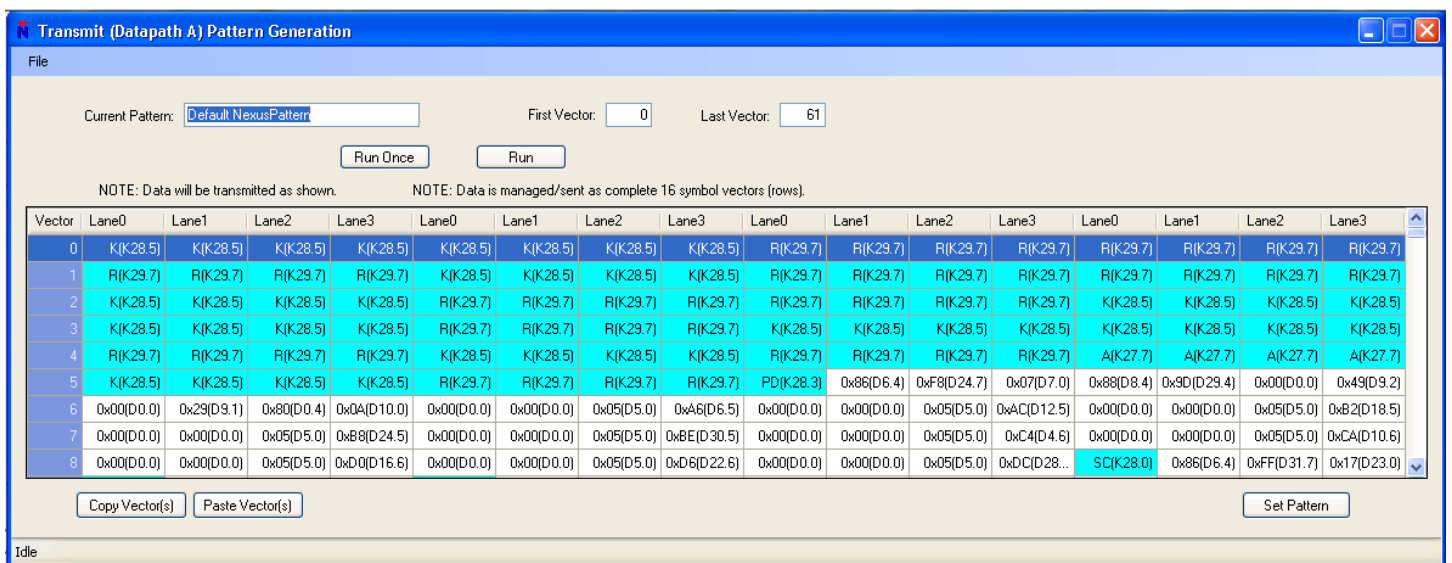 Transmit (Datapath A) Pattern Generation
File
Current Pattern: Default NexusPattern First Vector: 0 Last Vector: 61
Run Once Run
NOTE: Data will be transmitted as shown. NOTE: Data is managed/sent as complete 16 symbol vectors (rows).
Vector Lane0 Lane1 Lane2 Lane3 Lane0 Lane1 Lane2 Lane3 Lane0 Lane1 Lane2 Lane3 Lane0 Lane1 Lane2 Lane3
0 K(K28.5) K(K28.5) K(K28.5) K(K28.5) K(K28.5) K(K28.5) K(K28.5) K(K28.5) R(K29.7) R(K29.7) R(K29.7) R(K29.7) R(K29.7) R(K29.7) R(K29.7) R(K29.7)
1 R(K29.7) R(K29.7) R(K29.7) R(K29.7) K(K28.5) K(K28.5) K(K28.5) K(K28.5) R(K29.7) R(K29.7) R(K29.7) R(K29.7) R(K29.7) R(K29.7) R(K29.7) R(K29.7)
2 K(K28.5) K(K28.5) K(K28.5) K(K28.5) R(K29.7) R(K29.7) R(K29.7) R(K29.7) R(K29.7) R(K29.7) R(K29.7) R(K29.7) K(K28.5) K(K28.5) K(K28.5) K(K28.5)
3 K(K28.5) K(K28.5) K(K28.5) K(K28.5) R(K29.7) R(K29.7) R(K29.7) R(K29.7) K(K28.5) K(K28.5) K(K28.5) K(K28.5) K(K28.5) K(K28.5) K(K28.5) K(K28.5)
4 R(K29.7) R(K29.7) R(K29.7) R(K29.7) K(K28.5) K(K28.5) K(K28.5) K(K28.5) R(K29.7) R(K29.7) R(K29.7) R(K29.7) A(K27.7) A(K27.7) A(K27.7) A(K27.7)
5 K(K28.5) K(K28.5) K(K28.5) K(K28.5) R(K29.7) R(K29.7) R(K29.7) R(K29.7) PD(K28.3) 0x86(D6.4) 0xF8(D24.7) 0x07(D7.0) 0x88(D8.4) 0x9D(D29.4) 0x00(D0.0) 0x49(D9.2)
6 0x00(D0.0) 0x29(D9.1) 0x80(D0.4) 0x0A(D10.0) 0x00(D0.0) 0x00(D0.0) 0x05(D5.0) 0xA6(D6.5) 0x00(D0.0) 0x00(D0.0) 0x05(D5.0) 0xAC(D12.5) 0x00(D0.0) 0x00(D0.0) 0x05(D5.0) 0xB2(D18.5)
7 0x00(D0.0) 0x00(D0.0) 0x05(D5.0) 0xB8(D24.5) 0x00(D0.0) 0x00(D0.0) 0x05(D5.0) 0xBE(D30.5) 0x00(D0.0) 0x00(D0.0) 0x05(D5.0) 0xC4(D4.6) 0x00(D0.0) 0x00(D0.0) 0x05(D5.0) 0xCA(D10.6)
8 0x00(D0.0) 0x00(D0.0) 0x05(D5.0) 0xD0(D16.6) 0x00(D0.0) 0x00(D0.0) 0x05(D5.0) 0xD6(D22.6) 0x00(D0.0) 0x00(D0.0) 0x05(D5.0) 0xDC(D28... SC(K28.0) 0x86(D6.4) 0xFF(D31.7) 0x17(D23.0)
Copy Vector(s) Paste Vector(s) Set Pattern
Idle